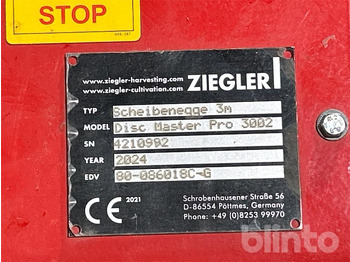 STOP
www.ziegler-harvesting.com
www.ziegler-cultivation.com
ZIEGLER
TYP Scheibenegge 3m
MODEL Disc Master Pro 3002
SN 4210992
YEAR 2024
EDV 80-086018C-G
CE 2021
Schrobenhausener Straße 56
D-86554 Pöttmes, Germany
Phone: +49 (0)8253 99970
blinto